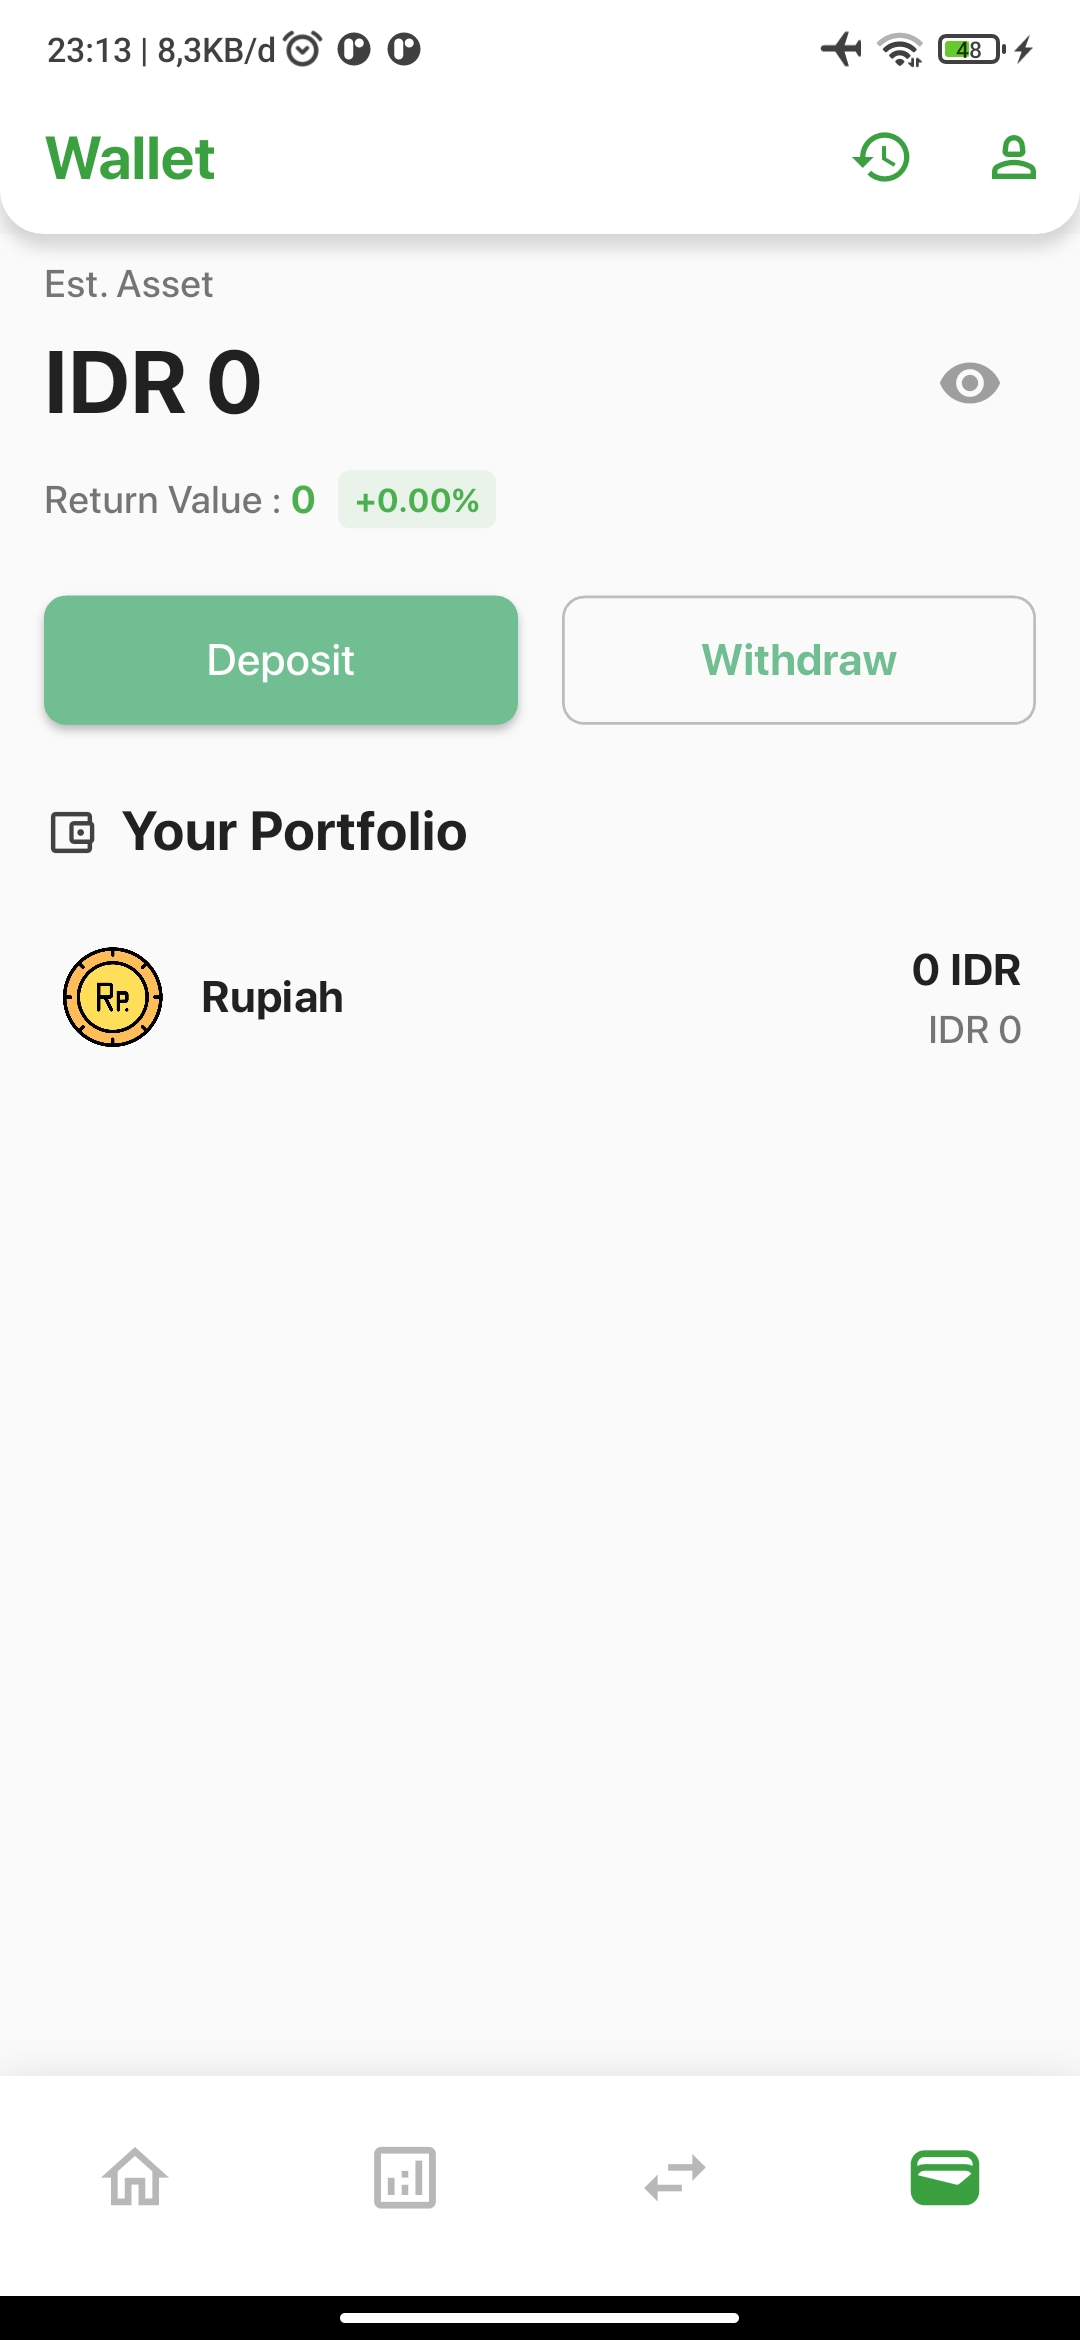 23:13 | 8,3KB/d
48
Wallet
Est. Asset
IDR 0
Return Value : 0 +0.00%
Deposit
Withdraw
Your Portfolio
Rp.
Rupiah
0 IDR
IDR 0